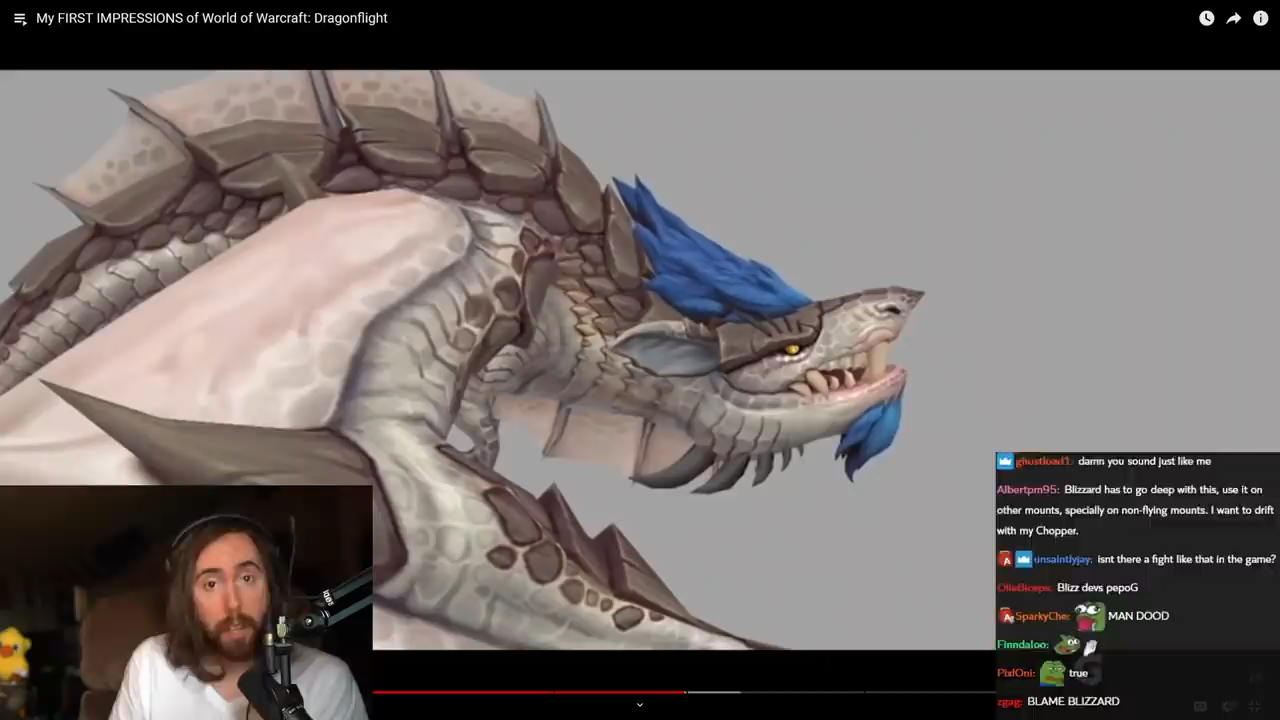 My FIRST IMPRESSIONS of World of Warcraft: Dragonflight
ghustload1: damn you sound just like me
Albertpm95: Blizzard has to go deep with this, use it on
other mounts, specially on non-flying mounts. I want to drift
with my Chopper.
unsaintlyjay: isnt there a fight like that in the game?
Blizz devs pepoG
SparkyChe: MAN DOOD
Finndaloo:
PixlOni: true
zgag: BLAME BLIZZARD